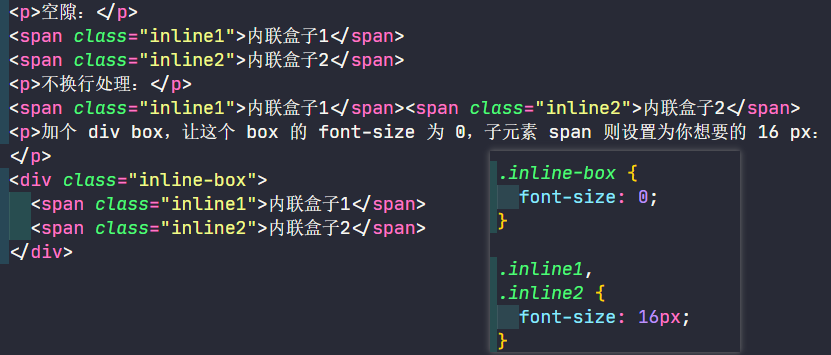 <p>空隙：</p>
<span class="inline1">内联盒子1</span>
<span class="inline2">内联盒子2</span>
<p>不换行处理：</p>
<span class="inline1">内联盒子1</span><span class="inline2">内联盒子2</span>
<p>加个 div box，让这个 box 的 font-size 为 0，子元素 span 则设置为你想要的 16 px：
</p>
<div class="inline-box">
  <span class="inline1">内联盒子1</span>
  <span class="inline2">内联盒子2</span>
</div>
.inline-box {
  font-size: 0;
}
.inline1,
.inline2 {
  font-size: 16px;
}